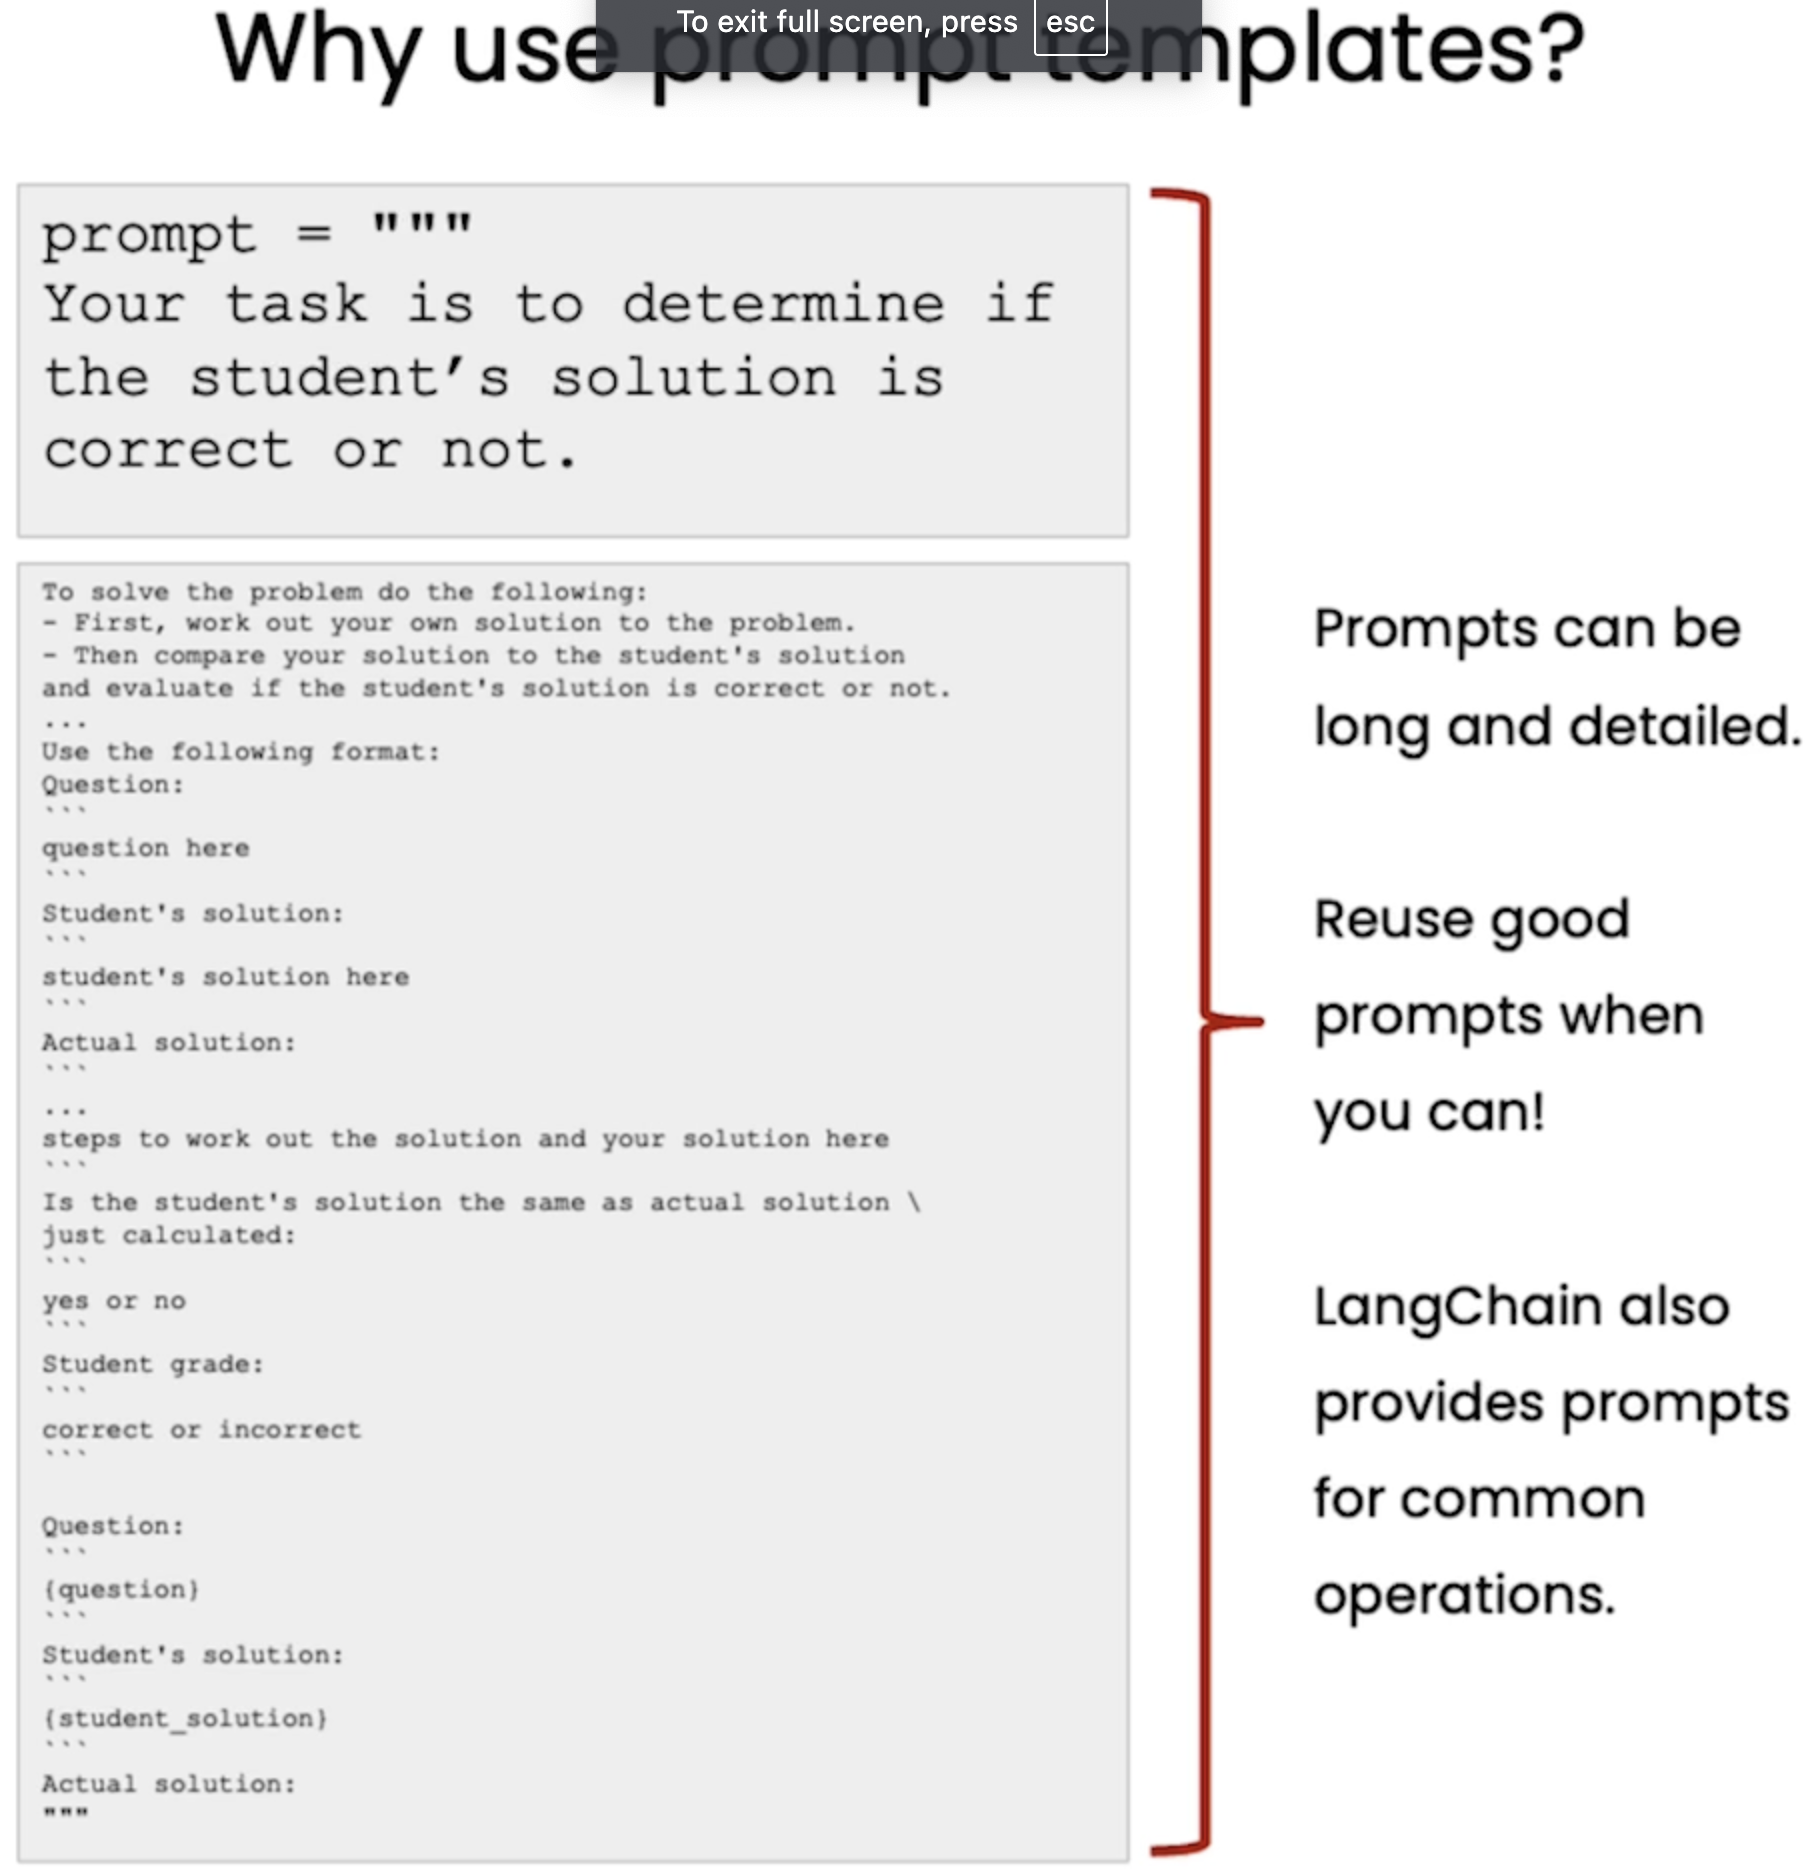 To exit full screen, press esc
Why use prompt templates?
prompt = """
Your task is to determine if
the student’s solution is
correct or not.
To solve the problem do the following:
- First, work out your own solution to the problem.
- Then compare your solution to the student's solution
and evaluate if the student's solution is correct or not.
...
Use the following format:
Question:
```
question here
```
Student's solution:
```
student's solution here
```
Actual solution:
```
...
steps to work out the solution and your solution here
```
Is the student's solution the same as actual solution \
just calculated:
```
yes or no
```
Student grade:
```
correct or incorrect
```
Question:
```
{question}
```
Student's solution:
```
{student_solution}
```
Actual solution:
"""
Prompts can be
long and detailed.
Reuse good
prompts when
you can!
LangChain also
provides prompts
for common
operations.